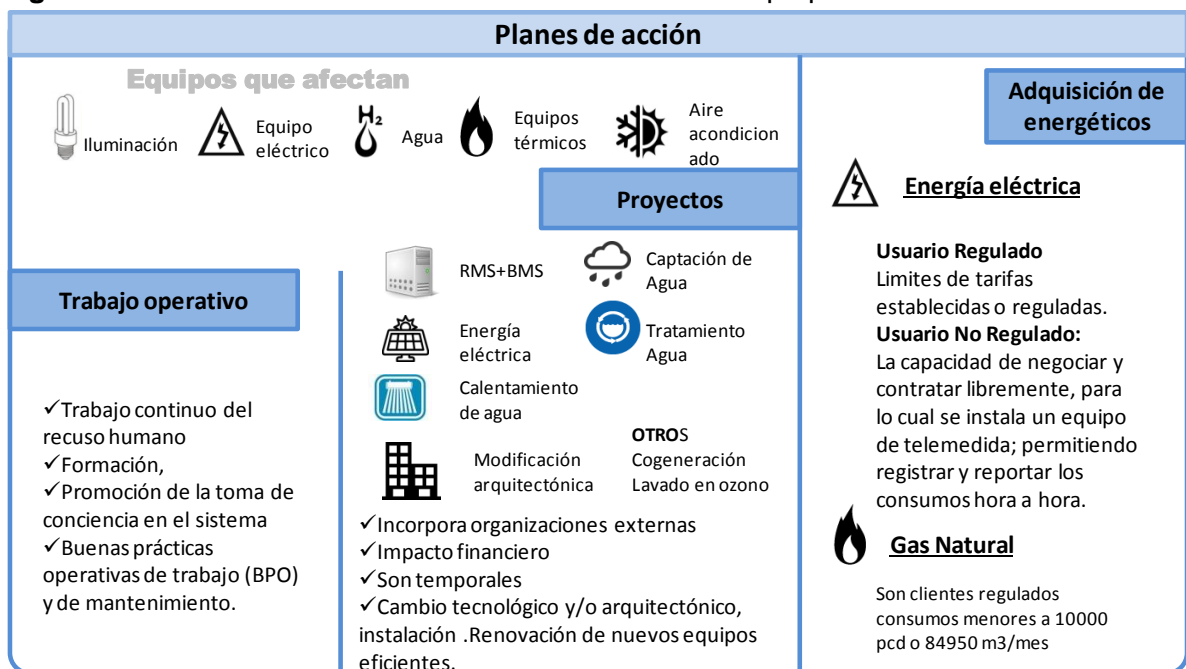 Planes de acción
Equipos que afectan
Iluminación
Equipo
eléctrico
H₂
Agua
Equipos
térmicos
Aire
acondicion
ado
Adquisición de
energéticos
Proyectos
Trabajo operativo
✓Trabajo continuo del
recuso humano
✓Formación,
✓Promoción de la toma de
conciencia en el sistema
✓Buenas prácticas
operativas de trabajo (BPO)
y de mantenimiento.
RMS+BMS
Captación de
Agua
Energía
eléctrica
Tratamiento
Agua
Calentamiento
de agua
Modificación
arquitectónica
OTROS
Cogeneración
Lavado en ozono
✓Incorpora organizaciones externas
✓Impacto financiero
✓Son temporales
✓Cambio tecnológico y/o arquitectónico,
instalación .Renovación de nuevos equipos
eficientes.
Energía eléctrica
Usuario Regulado
Limites de tarifas
establecidas o reguladas.
Usuario No Regulado:
La capacidad de negociar y
contratar libremente, para
lo cual se instala un equipo
de telemedida; permitiendo
registrar y reportar los
consumos hora a hora.
Gas Natural
Son clientes regulados
consumos menores a 10000
pcd o 84950 m3/mes